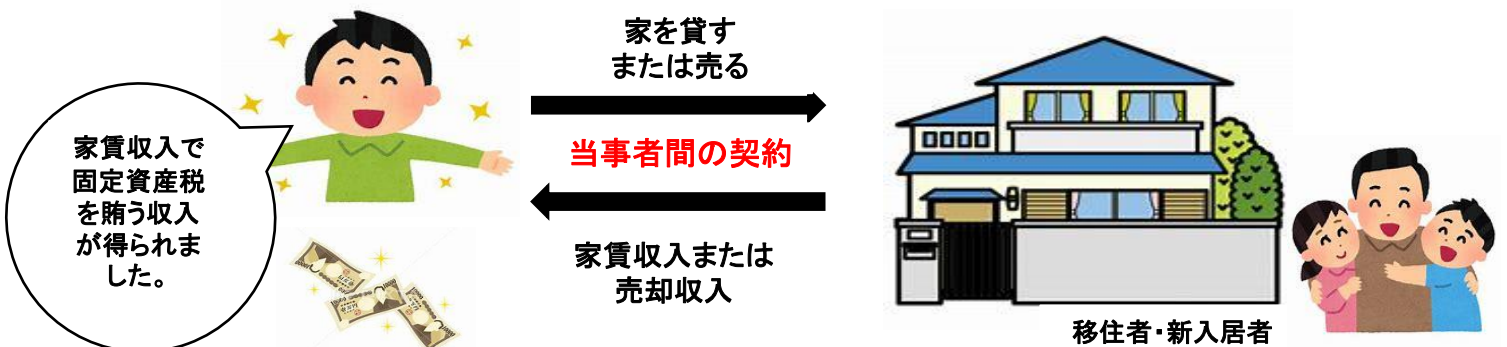 家賃収入で
固定資産税
を賄う収入
が得られま
した。
家を貸す
または売る
当事者間の契約
家賃収入または
売却収入
移住者・新入居者